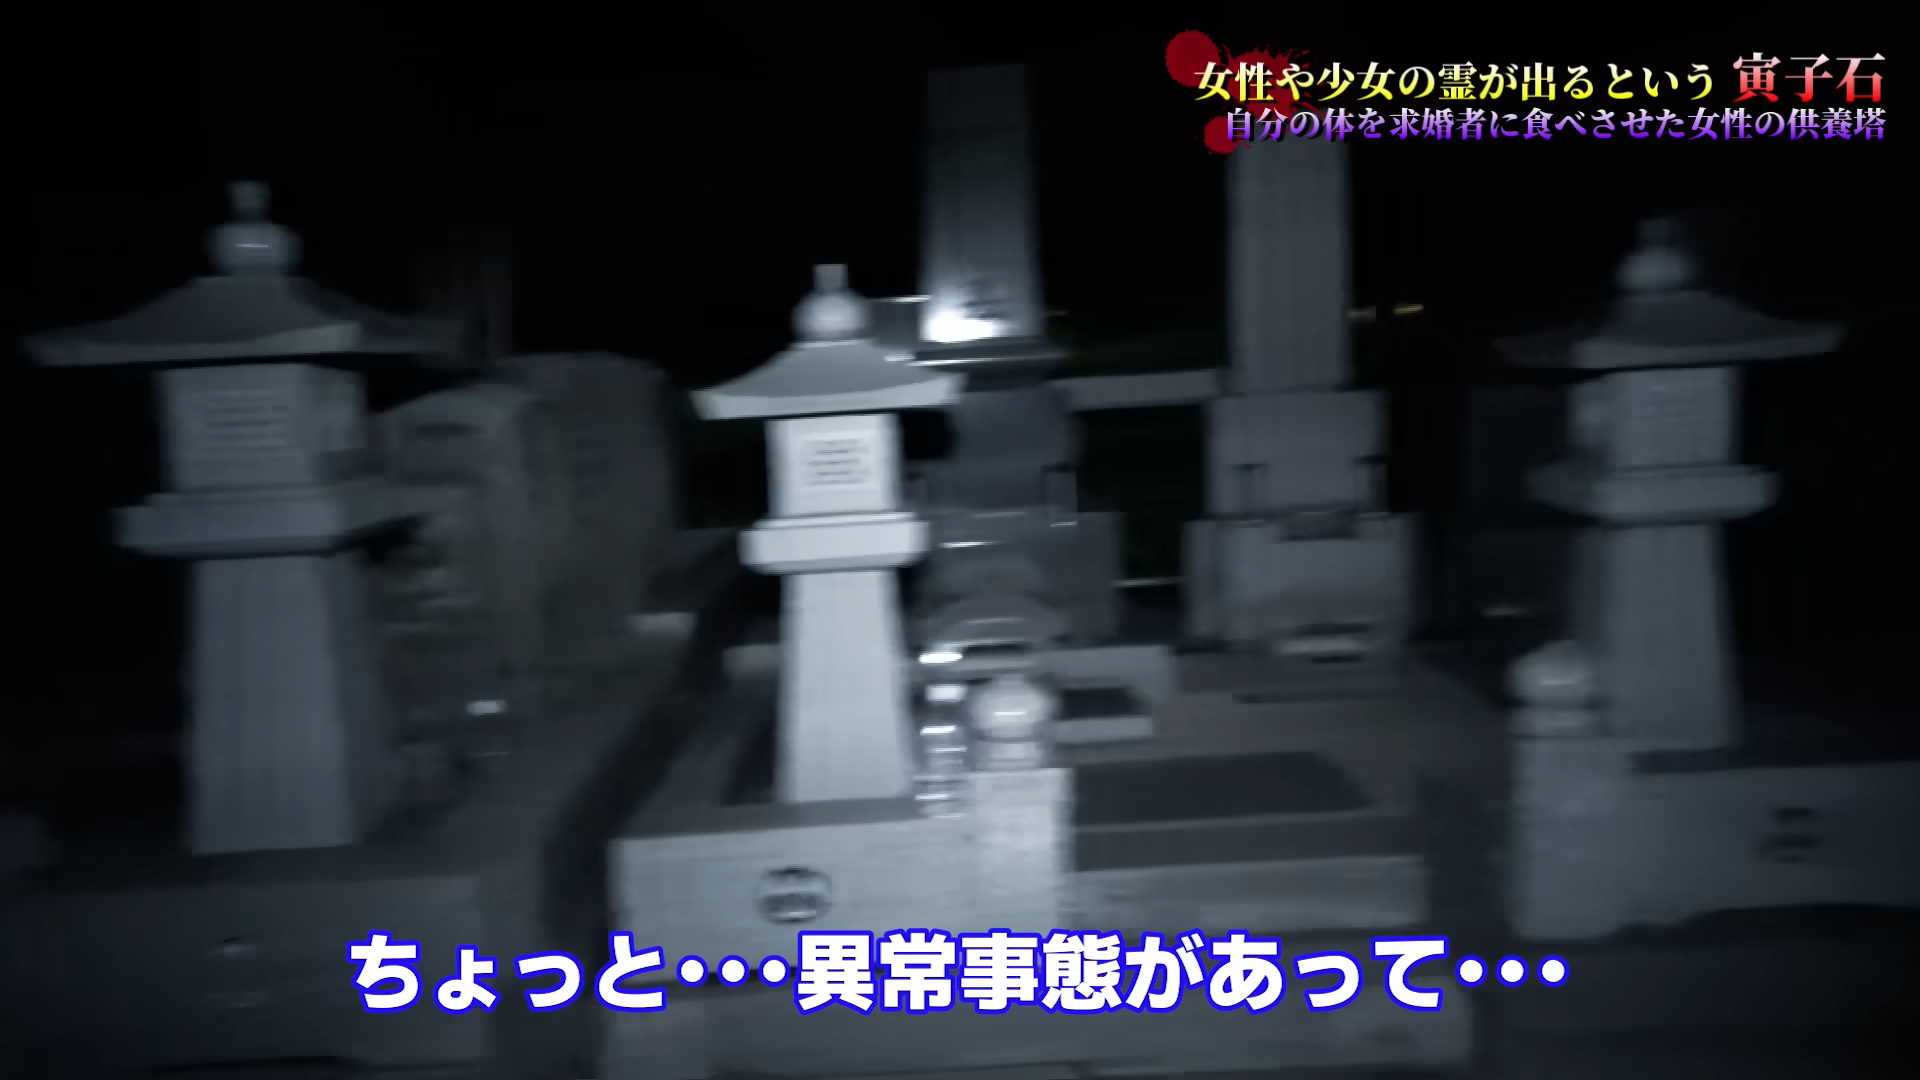 女性や少女の霊が出るという 寅子石
自分の体を求婚者に食べさせた女性の供養塔
ちょっと・・・異常事態があって・・・